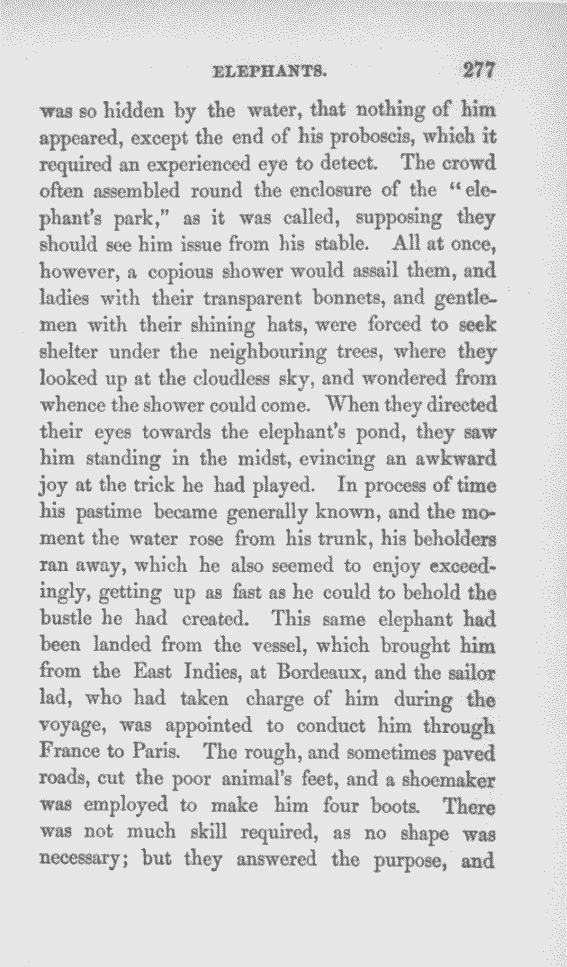 ELEPHANTS. 277
was so hidden by the water, that nothing of him
appeared, except the end of his proboscis, which it
required an experienced eye to detect. The crowd
often assembled round the enclosure of the "ele-
phant's park," as it was called, supposing they
should see him issue from his stable. All at once,
however, a copious shower would assail them, and
ladies with their transparent bonnets, and gentle-
men with their shining hats, were forced to seek
shelter under the neighbouring trees, where they
looked up at the cloudless sky, and wondered from
whence the shower could come. When they directed
their eyes towards the elephant's pond, they saw
him standing in the midst, evincing an awkward
joy at the trick he had played. In process of time
his pastime became generally known, and the mo-
ment the water rose from his trunk, his beholders
ran away, which he also seemed to enjoy exceed-
ingly, getting up as fast as he could to behold the
bustle he had created. This same elephant had
been landed from the vessel, which brought him
from the East Indies, at Bordeaux, and the sailor
lad, who had taken charge of him during the
voyage, was appointed to conduct him through
France to Paris. The rough, and sometimes paved
roads, cut the poor animal's feet, and a shoemaker
was employed to make him four boots. There
was not much skill required, as no shape was
necessary; but they answered the purpose, and